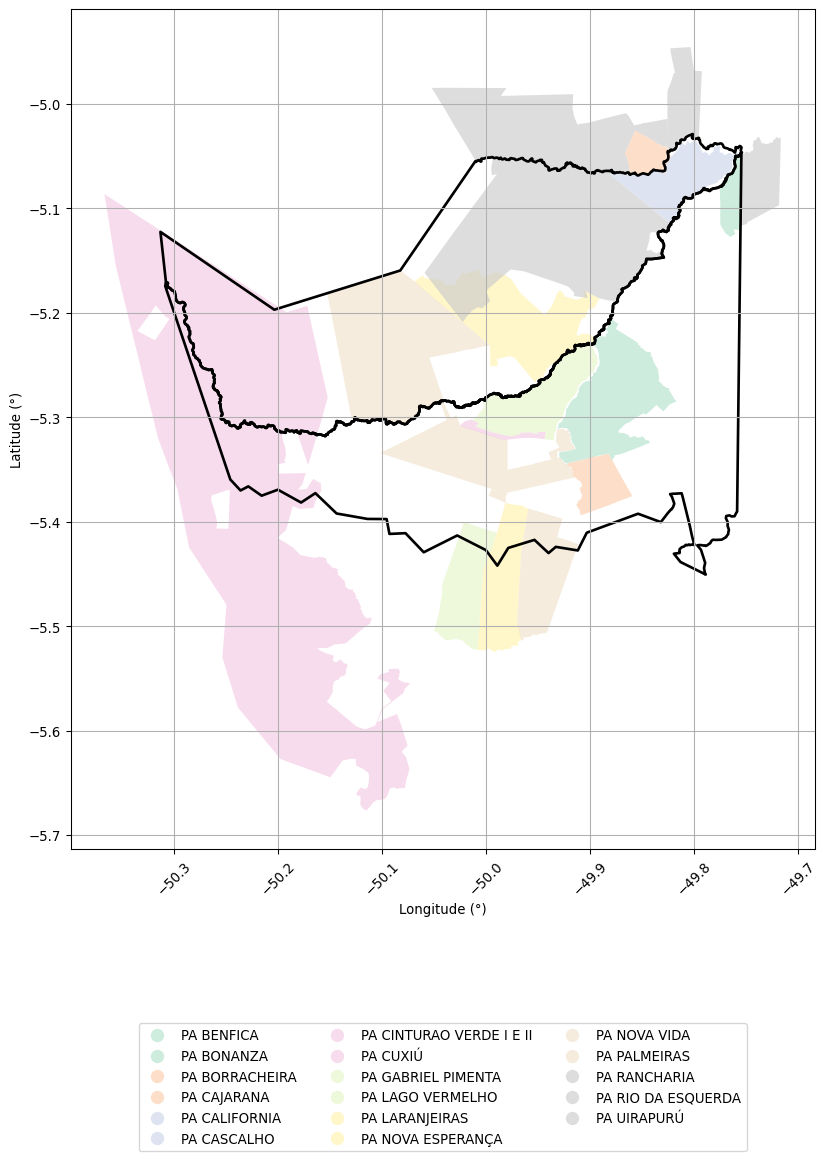 −5.0
−5.1
−5.2
−5.3
−5.4
−5.5
−5.6
−5.7
Latitude (°)
−50.3
−50.2
−50.1
−50.0
−49.9
−49.8
−49.7
Longitude (°)
PA BENFICA
PA BONANZA
PA BORRACHEIRA
PA CAJARANA
PA CALIFORNIA
PA CASCALHO
PA CINTURAO VERDE I E II
PA CUXIÚ
PA GABRIEL PIMENTA
PA LAGO VERMELHO
PA LARANJEIRAS
PA NOVA ESPERANÇA
PA NOVA VIDA
PA PALMEIRAS
PA RANCHARIA
PA RIO DA ESQUERDA
PA UIRAPURÚ